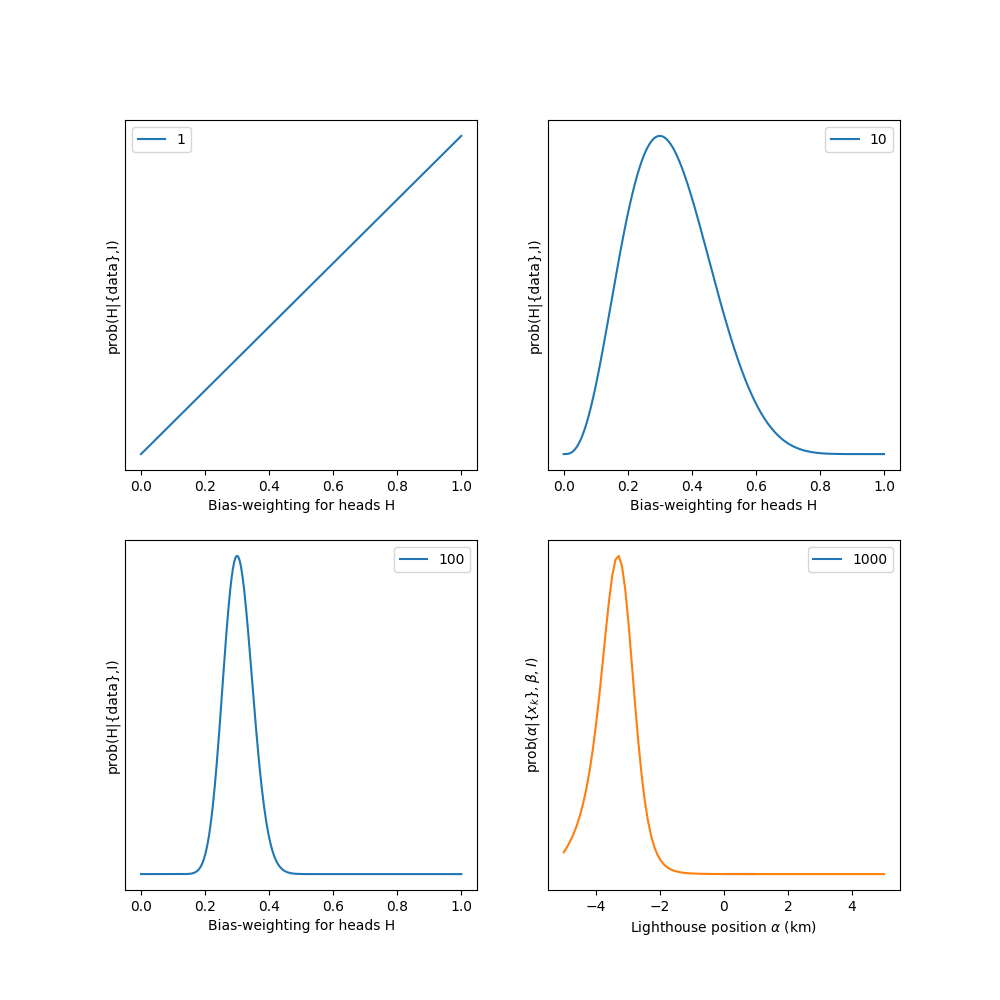 1
prob(H|{data},I)
0.0 0.2 0.4 0.6 0.8 1.0
Bias-weighting for heads H
10
prob(H|{data},I)
0.0 0.2 0.4 0.6 0.8 1.0
Bias-weighting for heads H
100
prob(H|{data},I)
0.0 0.2 0.4 0.6 0.8 1.0
Bias-weighting for heads H
1000
prob(α|{xₖ}, β, I)
−4 −2 0 2 4
Lighthouse position α (km)